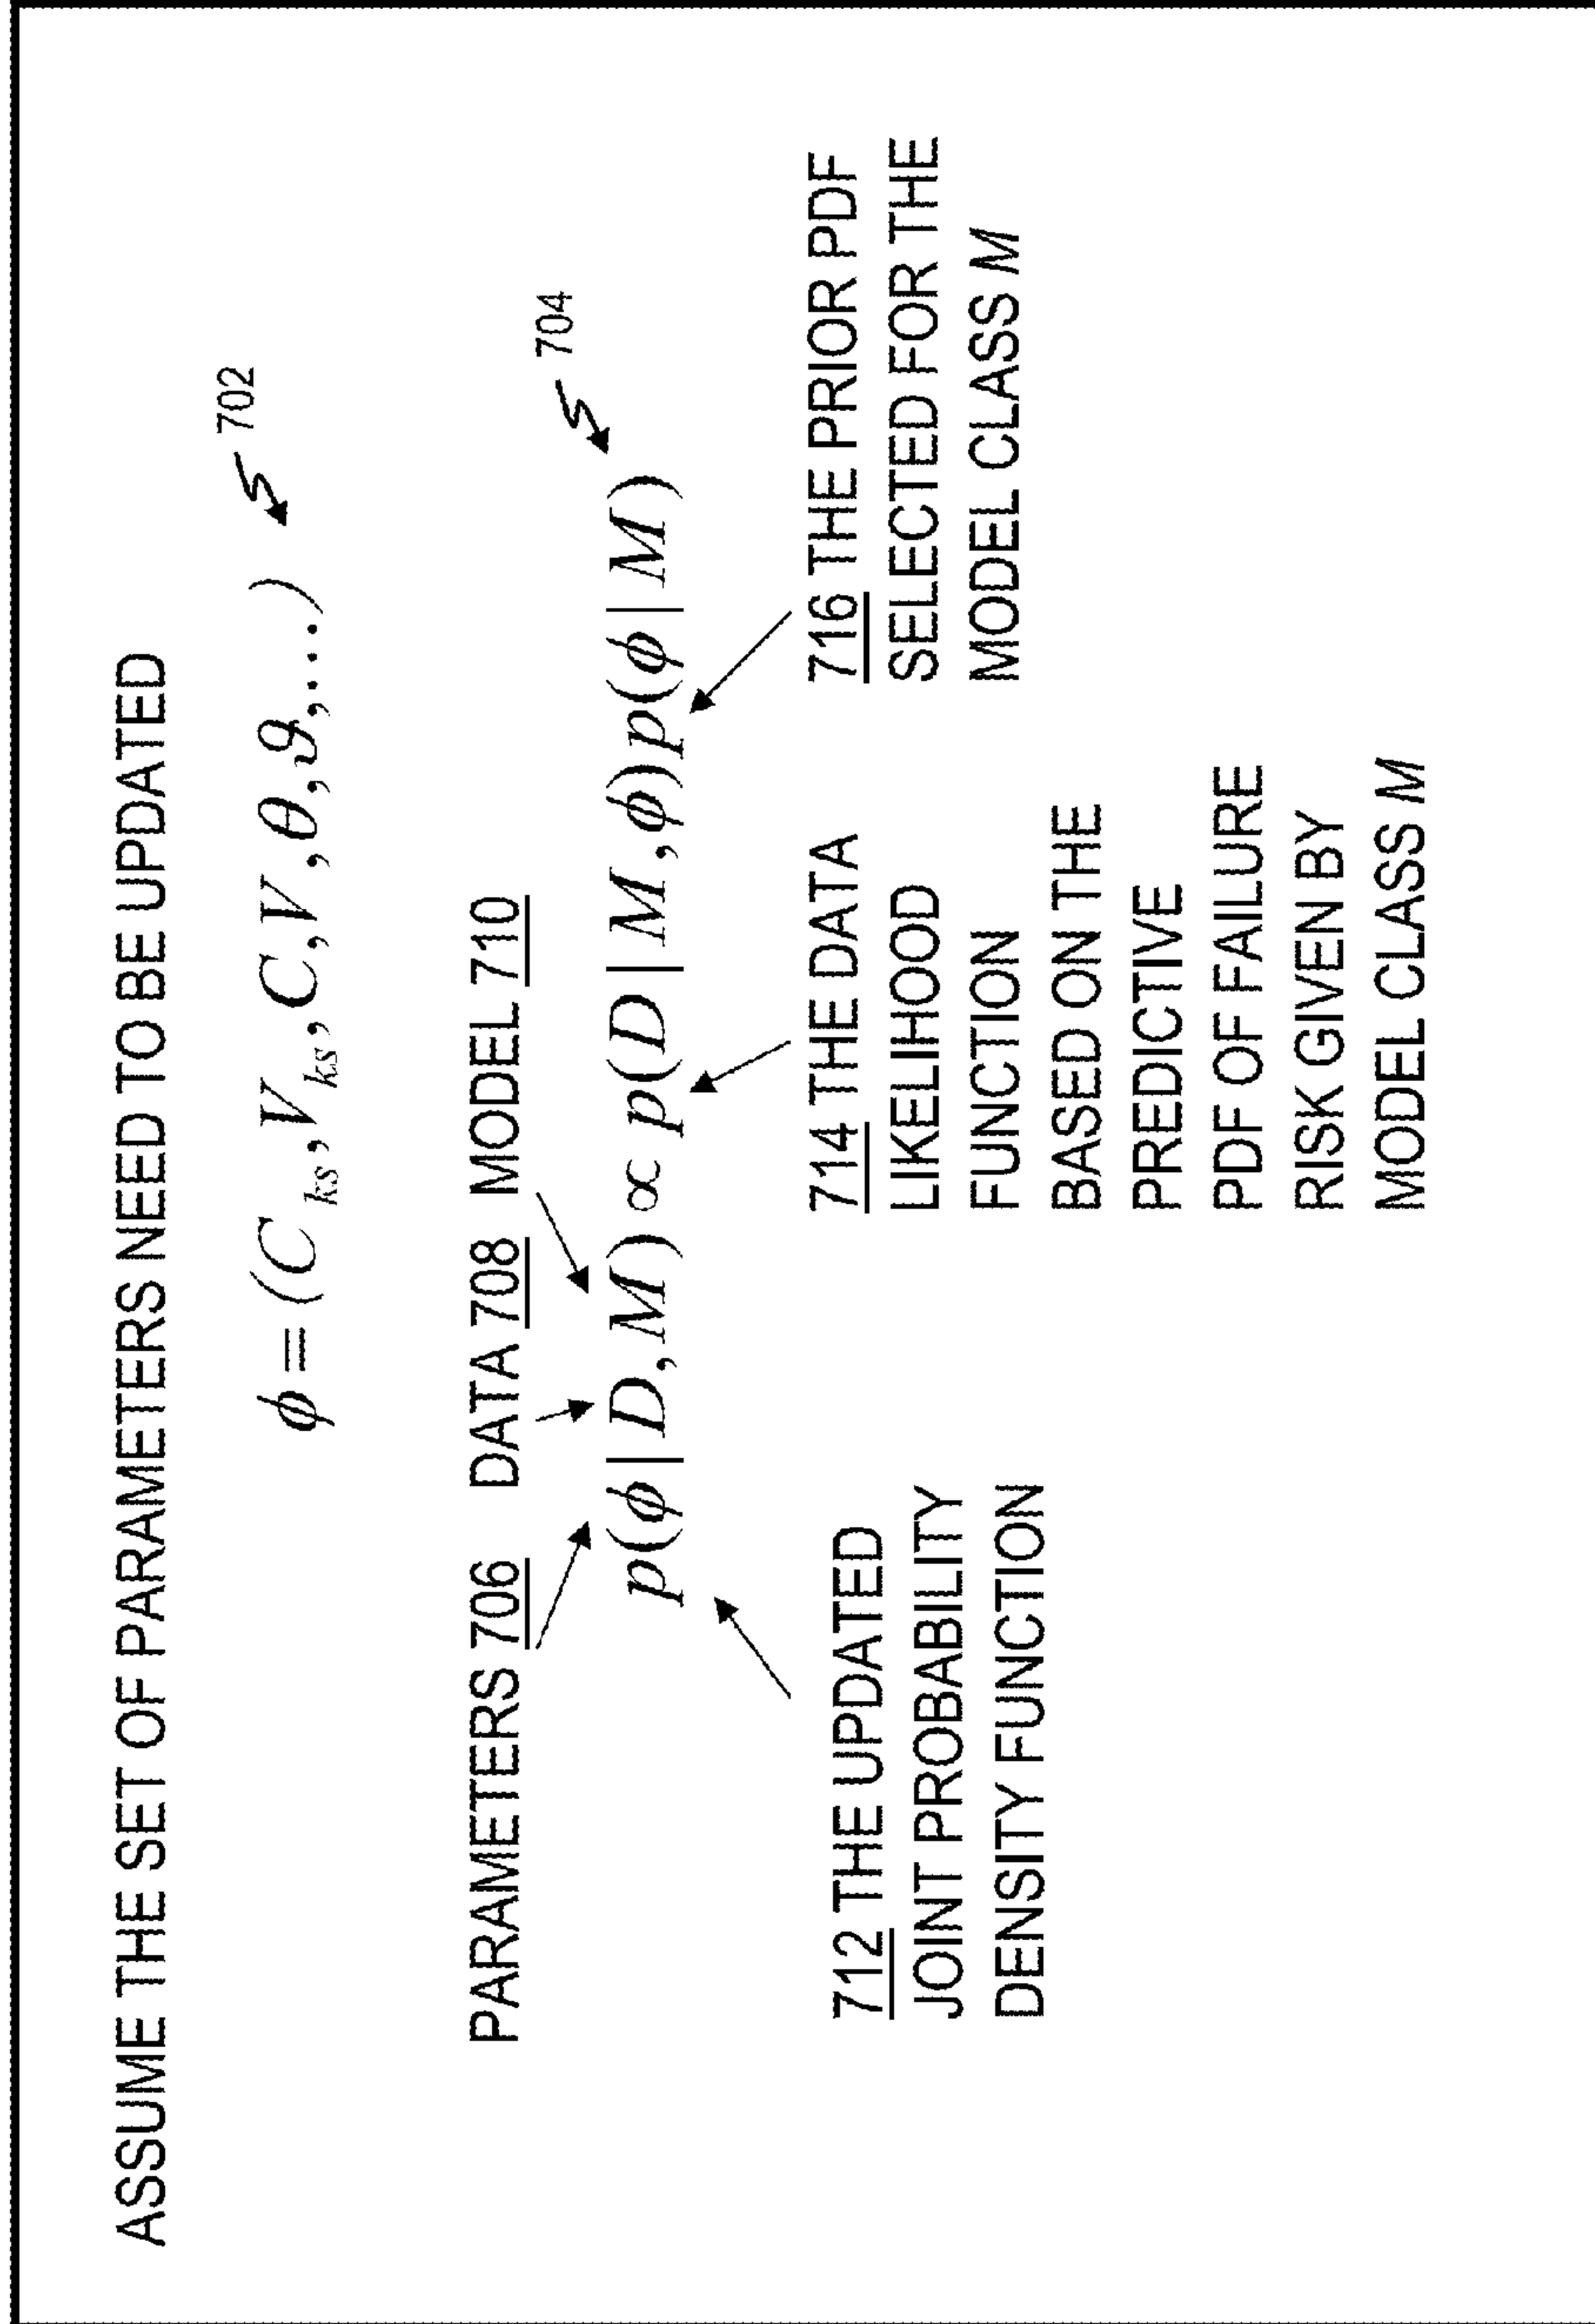 ASSUME THE SET OF PARAMETERS NEED TO BE UPDATED
702
ϕ = (C_ks, V_ks, C, V, θ, ϑ, ...)
PARAMETERS 706 DATA 708 MODEL 710
704
p(ϕ | D, M) ∝ p(D | M, ϕ) p(ϕ | M)
712 THE UPDATED
JOINT PROBABILITY
DENSITY FUNCTION
714 THE DATA
LIKELIHOOD
FUNCTION
BASED ON THE
PREDICTIVE
PDF OF FAILURE
RISK GIVEN BY
MODEL CLASS M
716 THE PRIOR PDF
SELECTED FOR THE
MODEL CLASS M